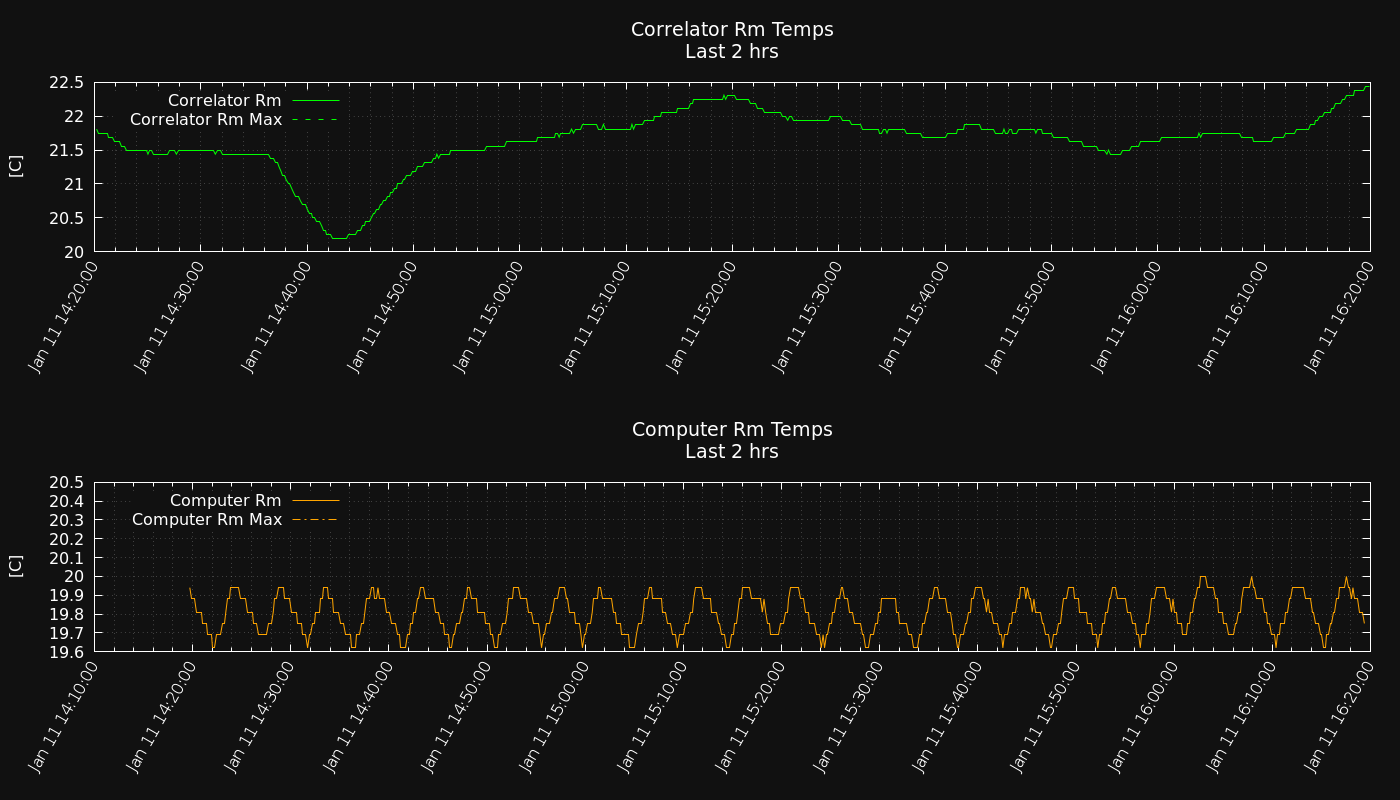 Correlator Rm Temps
Last 2 hrs
22.5
22
21.5
21
20.5
20
[C]
Correlator Rm
Correlator Rm Max
Jan 11 14:20:00
Jan 11 14:30:00
Jan 11 14:40:00
Jan 11 14:50:00
Jan 11 15:00:00
Jan 11 15:10:00
Jan 11 15:20:00
Jan 11 15:30:00
Jan 11 15:40:00
Jan 11 15:50:00
Jan 11 16:00:00
Jan 11 16:10:00
Jan 11 16:20:00
Computer Rm Temps
Last 2 hrs
20.5
20.4
20.3
20.2
20.1
20
19.9
19.8
19.7
19.6
[C]
Computer Rm
Computer Rm Max
Jan 11 14:10:00
Jan 11 14:20:00
Jan 11 14:30:00
Jan 11 14:40:00
Jan 11 14:50:00
Jan 11 15:00:00
Jan 11 15:10:00
Jan 11 15:20:00
Jan 11 15:30:00
Jan 11 15:40:00
Jan 11 15:50:00
Jan 11 16:00:00
Jan 11 16:10:00
Jan 11 16:20:00